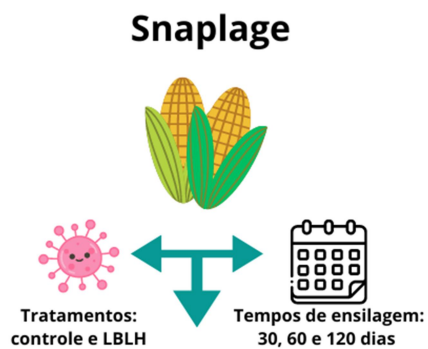 Snaplage
Tratamentos:
controle e LBLH
Tempos de ensilagem:
30, 60 e 120 dias